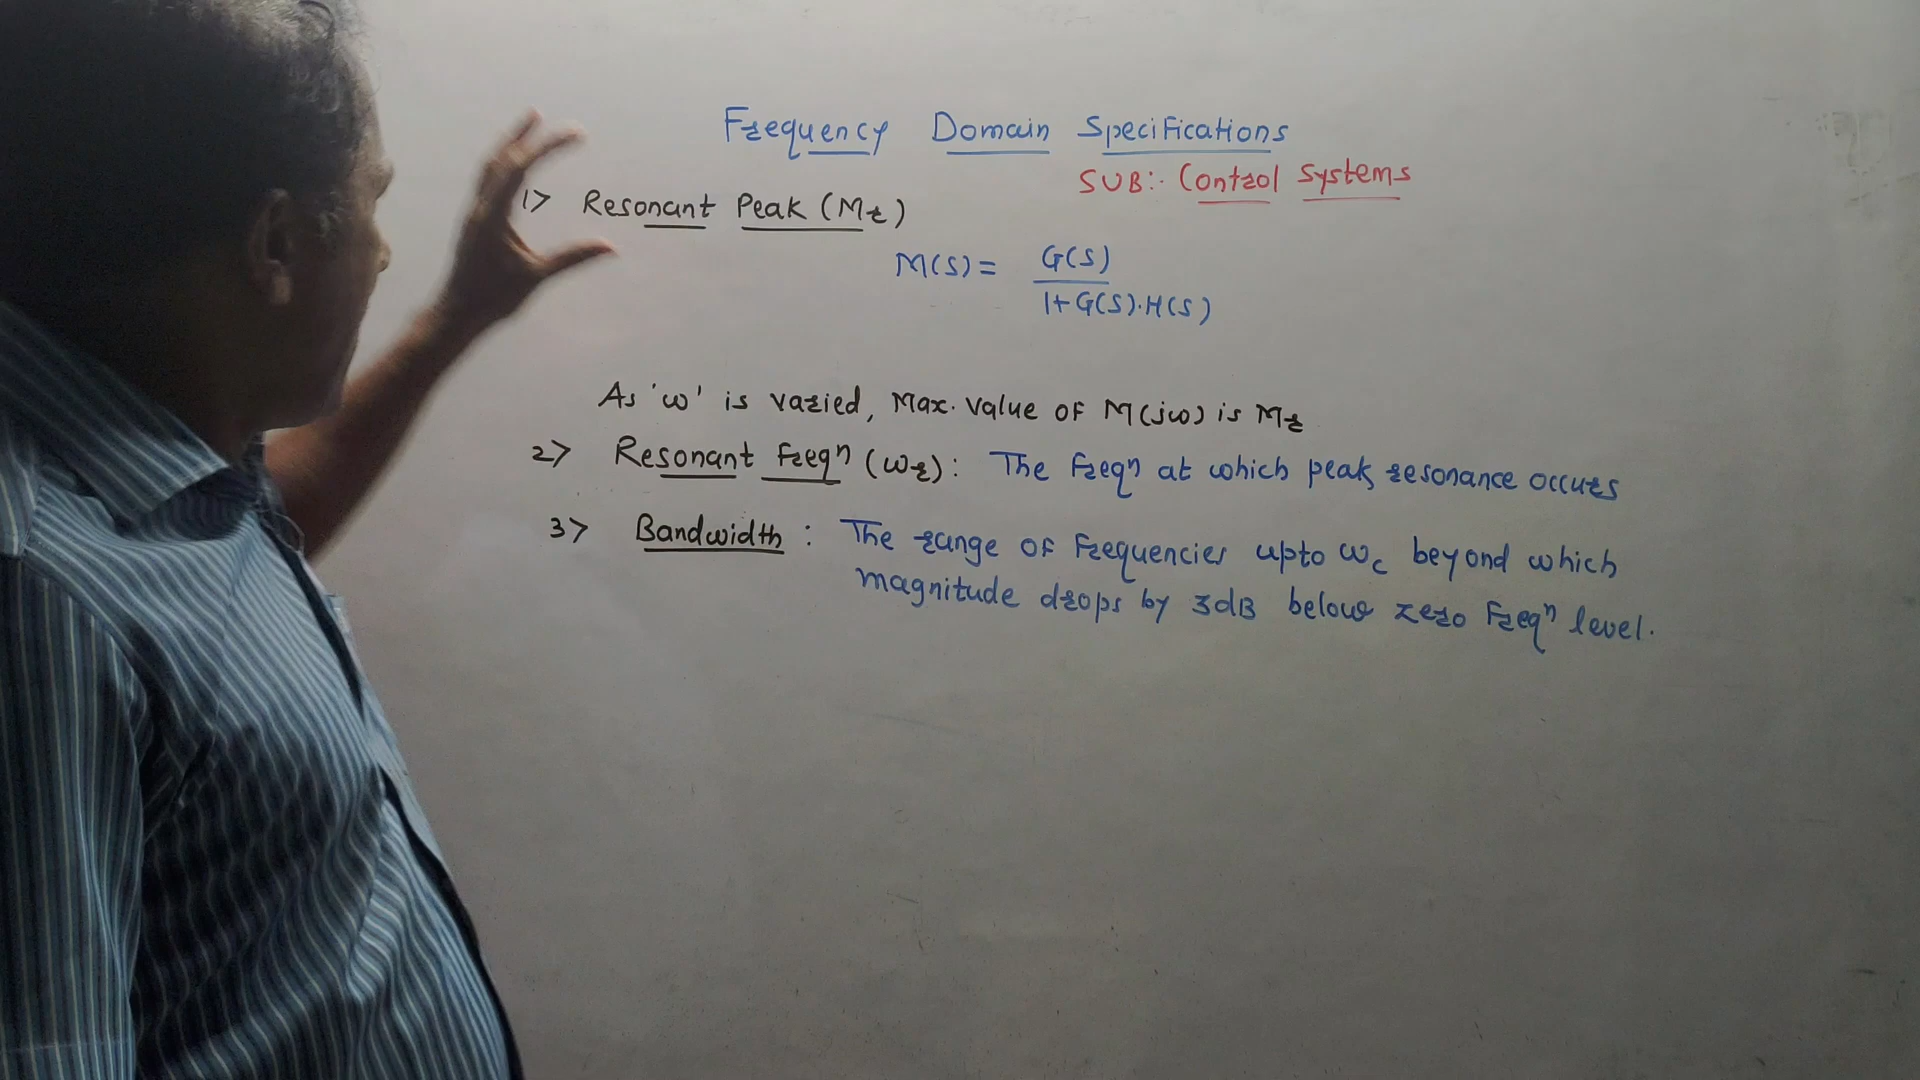 Frequency Domain Specifications
SUB:- Control Systems
1> Resonant Peak (Mr)
M(S) = G(S)
1+G(S).H(S)
As 'ω' is varied, Max. Value of M(jω) is Mr
2> Resonant freqⁿ (ωr): The freqⁿ at which peak resonance occurs
3> Bandwidth : The range of frequencies upto ωc beyond which
magnitude drops by 3dB below zero freqⁿ level.